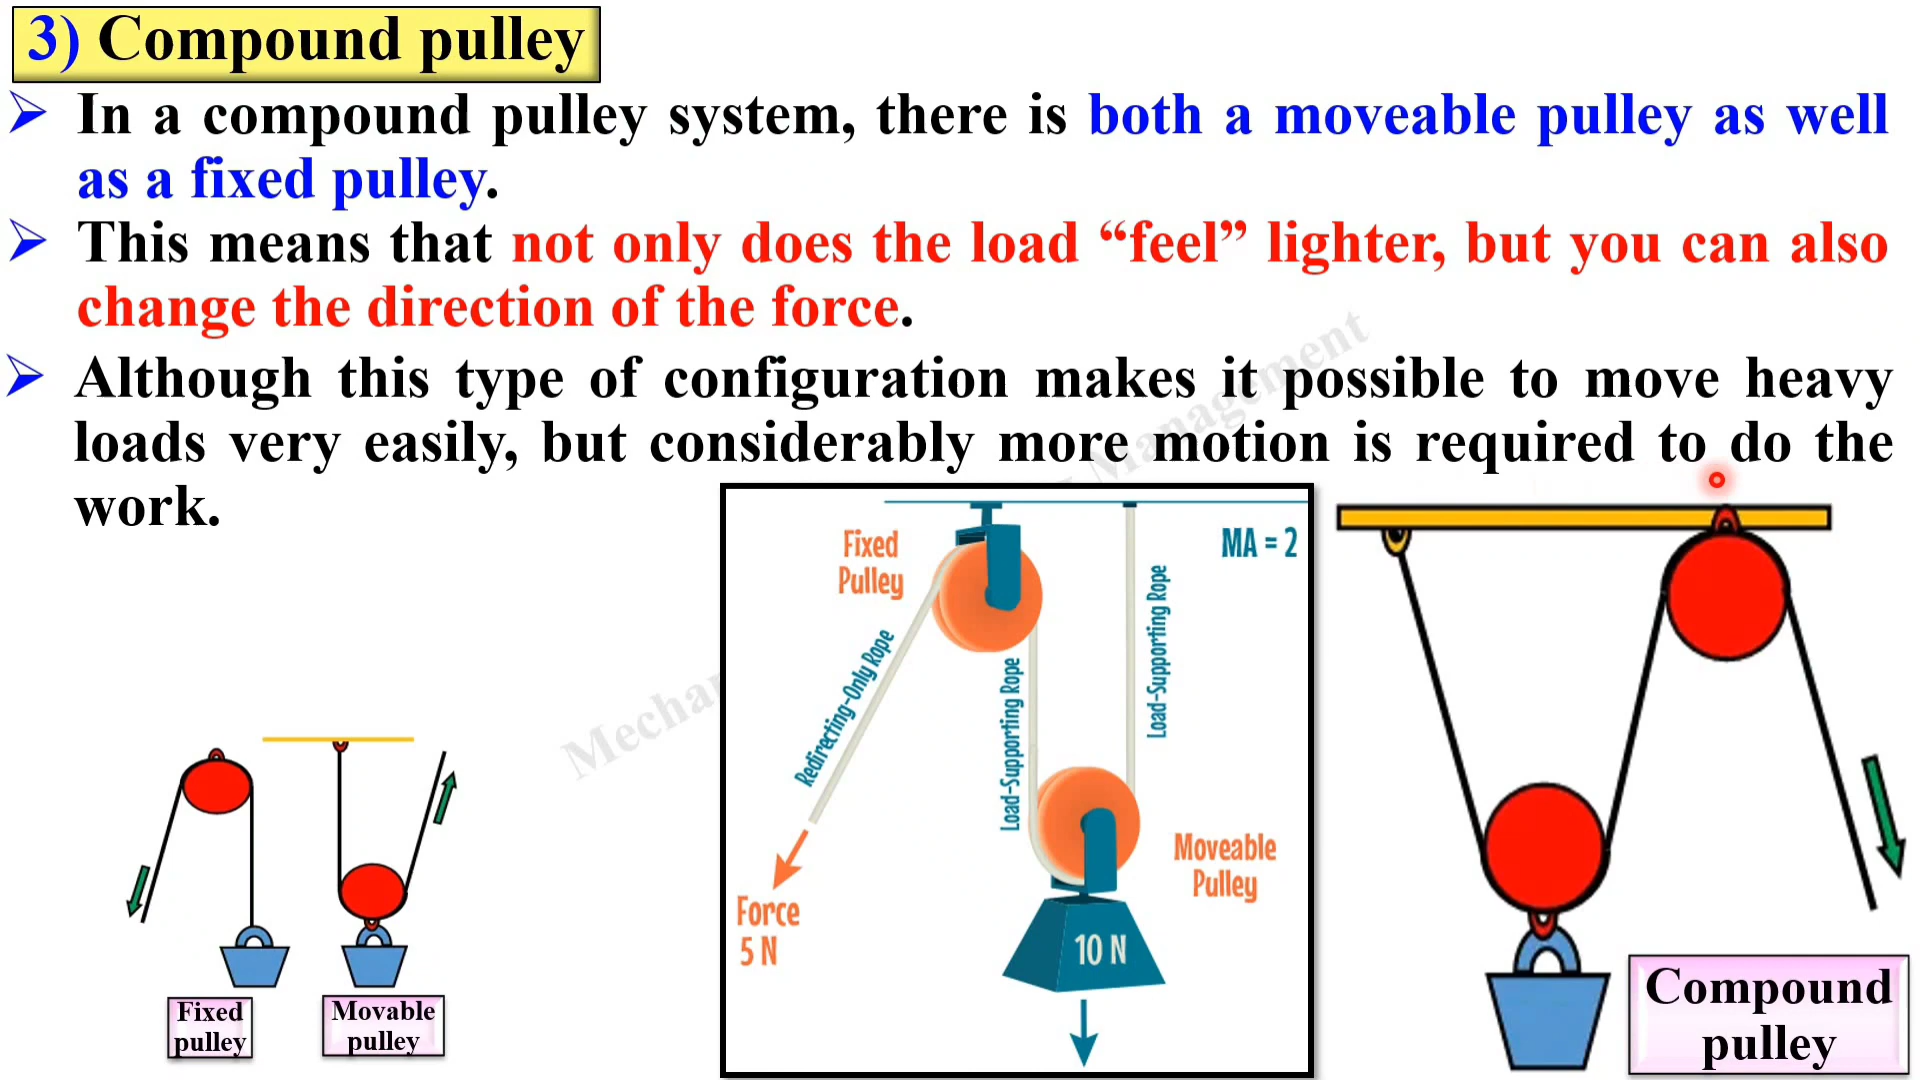 3) Compound pulley
➢ In a compound pulley system, there is both a moveable pulley as well
as a fixed pulley.
➢ This means that not only does the load “feel” lighter, but you can also
change the direction of the force.
➢ Although this type of configuration makes it possible to move heavy
loads very easily, but considerably more motion is required to do the
work.
Management
Fixed
Pulley
MA = 2
Redirecting-Only Rope
Load-Supporting Rope
Load-Supporting Rope
Moveable
Pulley
Force
5 N
10 N
Fixed
pulley
Movable
pulley
Compound
pulley